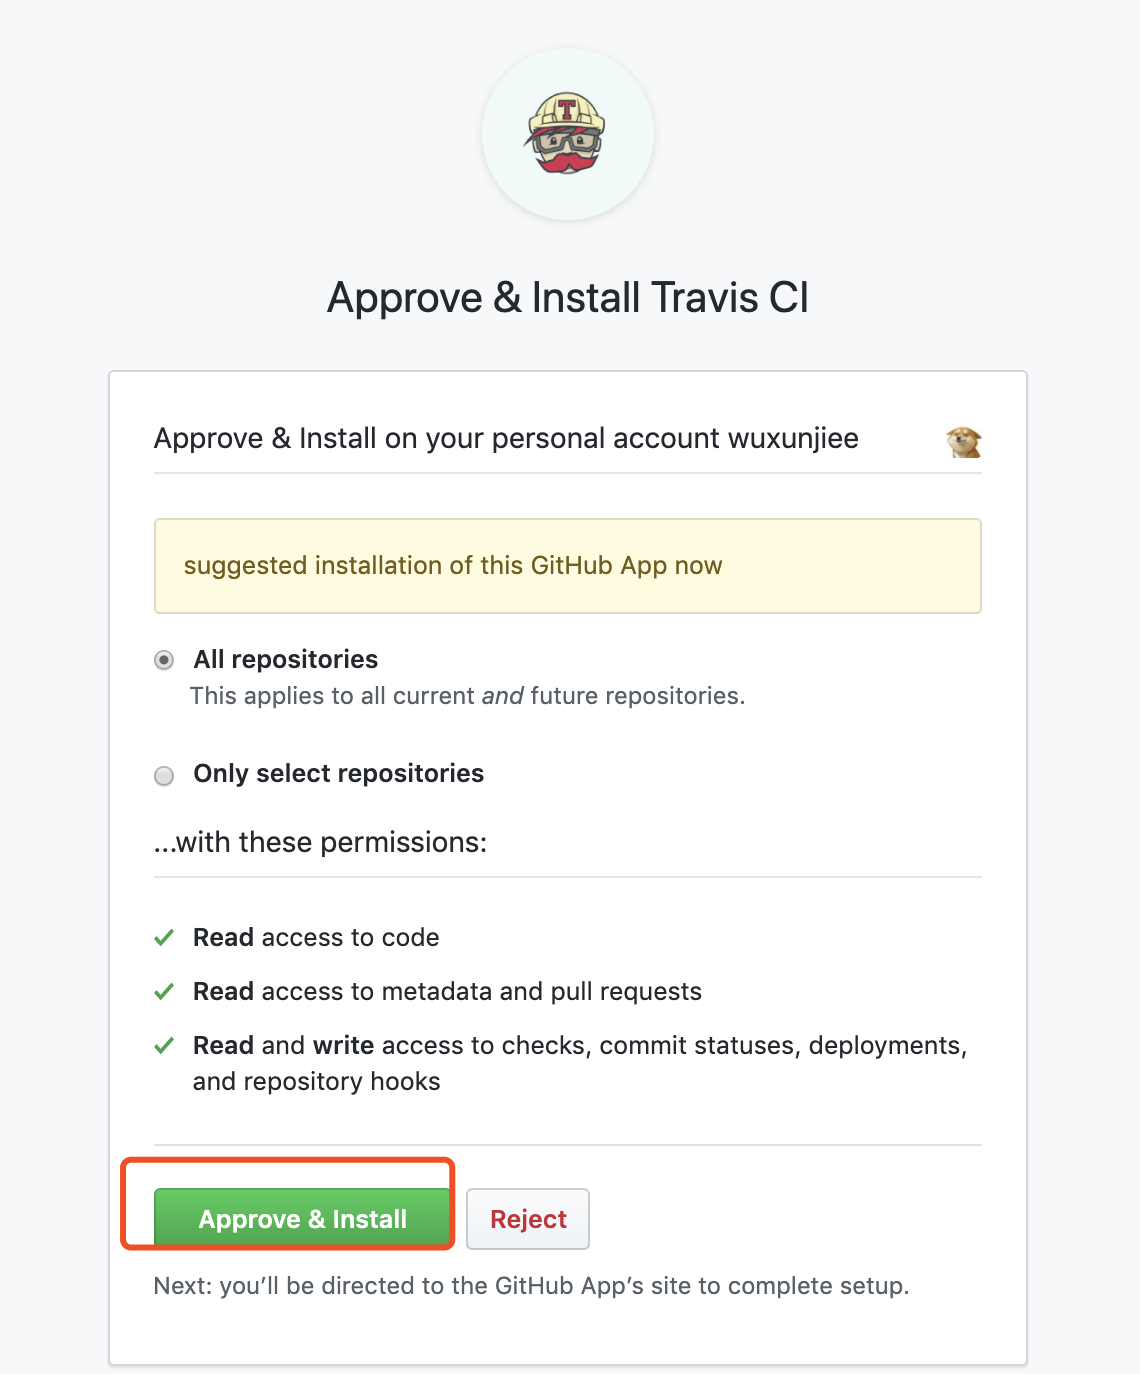 T
Approve & Install Travis CI
Approve & Install on your personal account wuxunjiee
suggested installation of this GitHub App now
All repositories
This applies to all current and future repositories.
Only select repositories
...with these permissions:
Read access to code
Read access to metadata and pull requests
Read and write access to checks, commit statuses, deployments,
and repository hooks
Approve & Install
Reject
Next: you’ll be directed to the GitHub App’s site to complete setup.